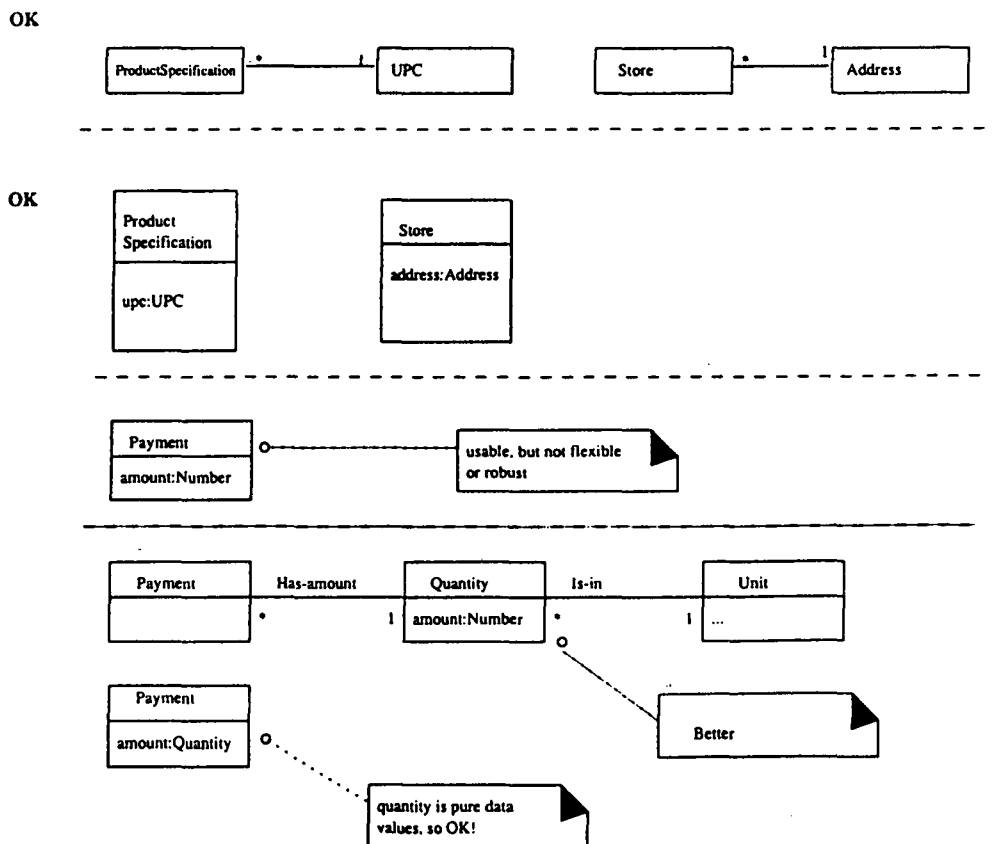 OK
ProductSpecification * 1 UPC Store * 1 Address
OK
Product
Specification
upc:UPC
Store
address:Address
Payment
amount:Number
usable, but not flexible
or robust
Payment Has-amount Quantity Is-in Unit
* 1 amount:Number * 1 ...
Payment
amount:Quantity
Better
quantity is pure data
values, so OK!